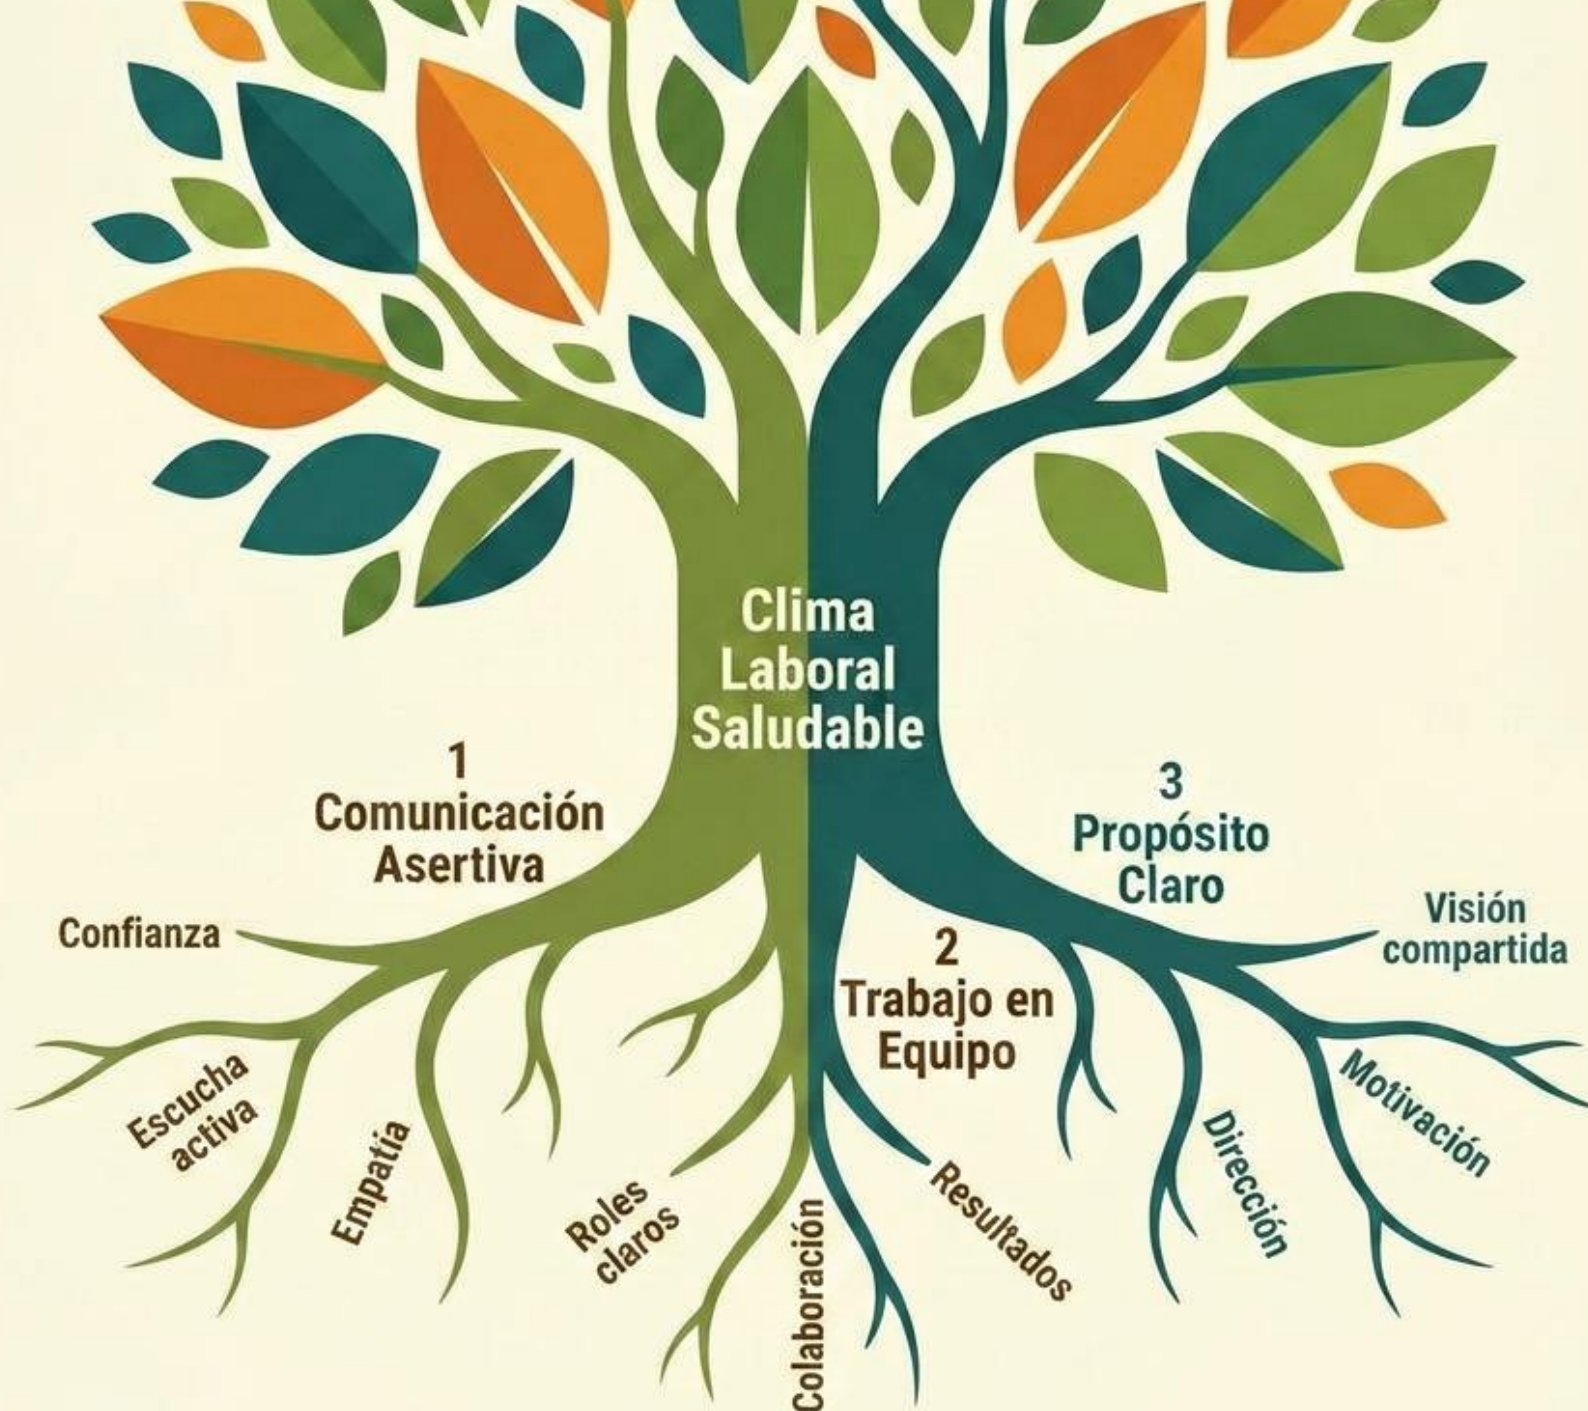 Clima
Laboral
Saludable
1
Comunicación
Asertiva
Confianza
Escucha
activa
Empatía
2
Trabajo en
Equipo
Roles
claros
Colaboración
Resultados
3
Propósito
Claro
Visión
compartida
Dirección
Motivación